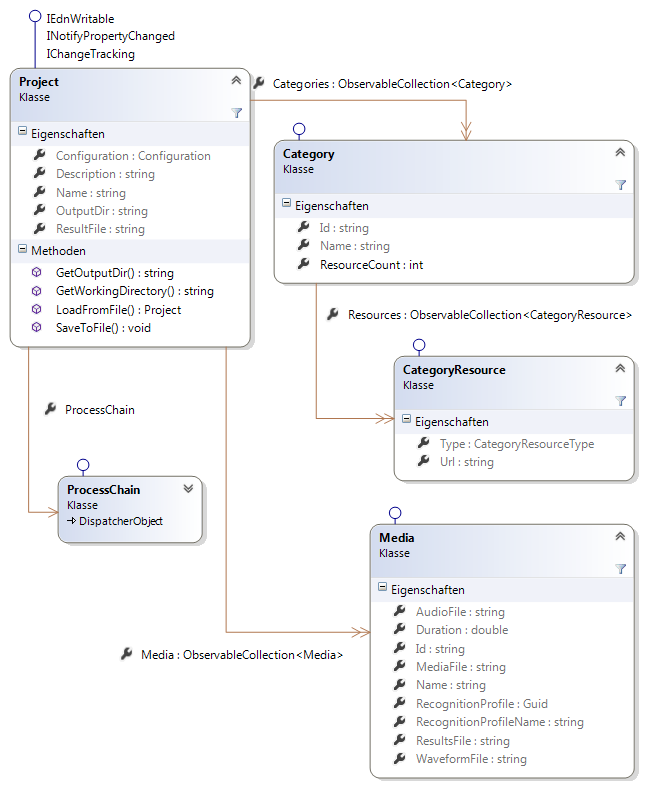 IEdnWritable
INotifyPropertyChanged
IChangeTracking
Project
Klasse
Eigenschaften
Configuration : Configuration
Description : string
Name : string
OutputDir : string
ResultFile : string
Methoden
GetOutputDir() : string
GetWorkingDirectory() : string
LoadFromFile() : Project
SaveToFile() : void
Categories : ObservableCollection<Category>
Category
Klasse
Eigenschaften
Id : string
Name : string
ResourceCount : int
Resources : ObservableCollection<CategoryResource>
CategoryResource
Klasse
Eigenschaften
Type : CategoryResourceType
Url : string
ProcessChain
ProcessChain
Klasse
DispatcherObject
Media : ObservableCollection<Media>
Media
Klasse
Eigenschaften
AudioFile : string
Duration : double
Id : string
MediaFile : string
Name : string
RecognitionProfile : Guid
RecognitionProfileName : string
ResultsFile : string
WaveformFile : string